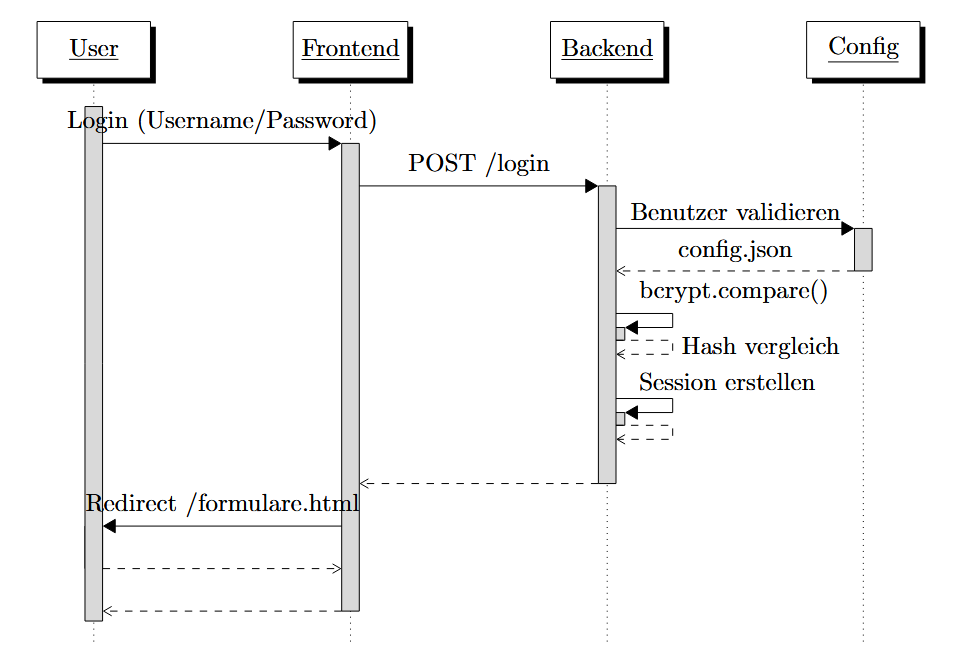 User
Frontend
Backend
Config
Login (Username/Password)
POST /login
Benutzer validieren
config.json
bcrypt.compare()
Hash vergleich
Session erstellen
Redirect /formulare.html